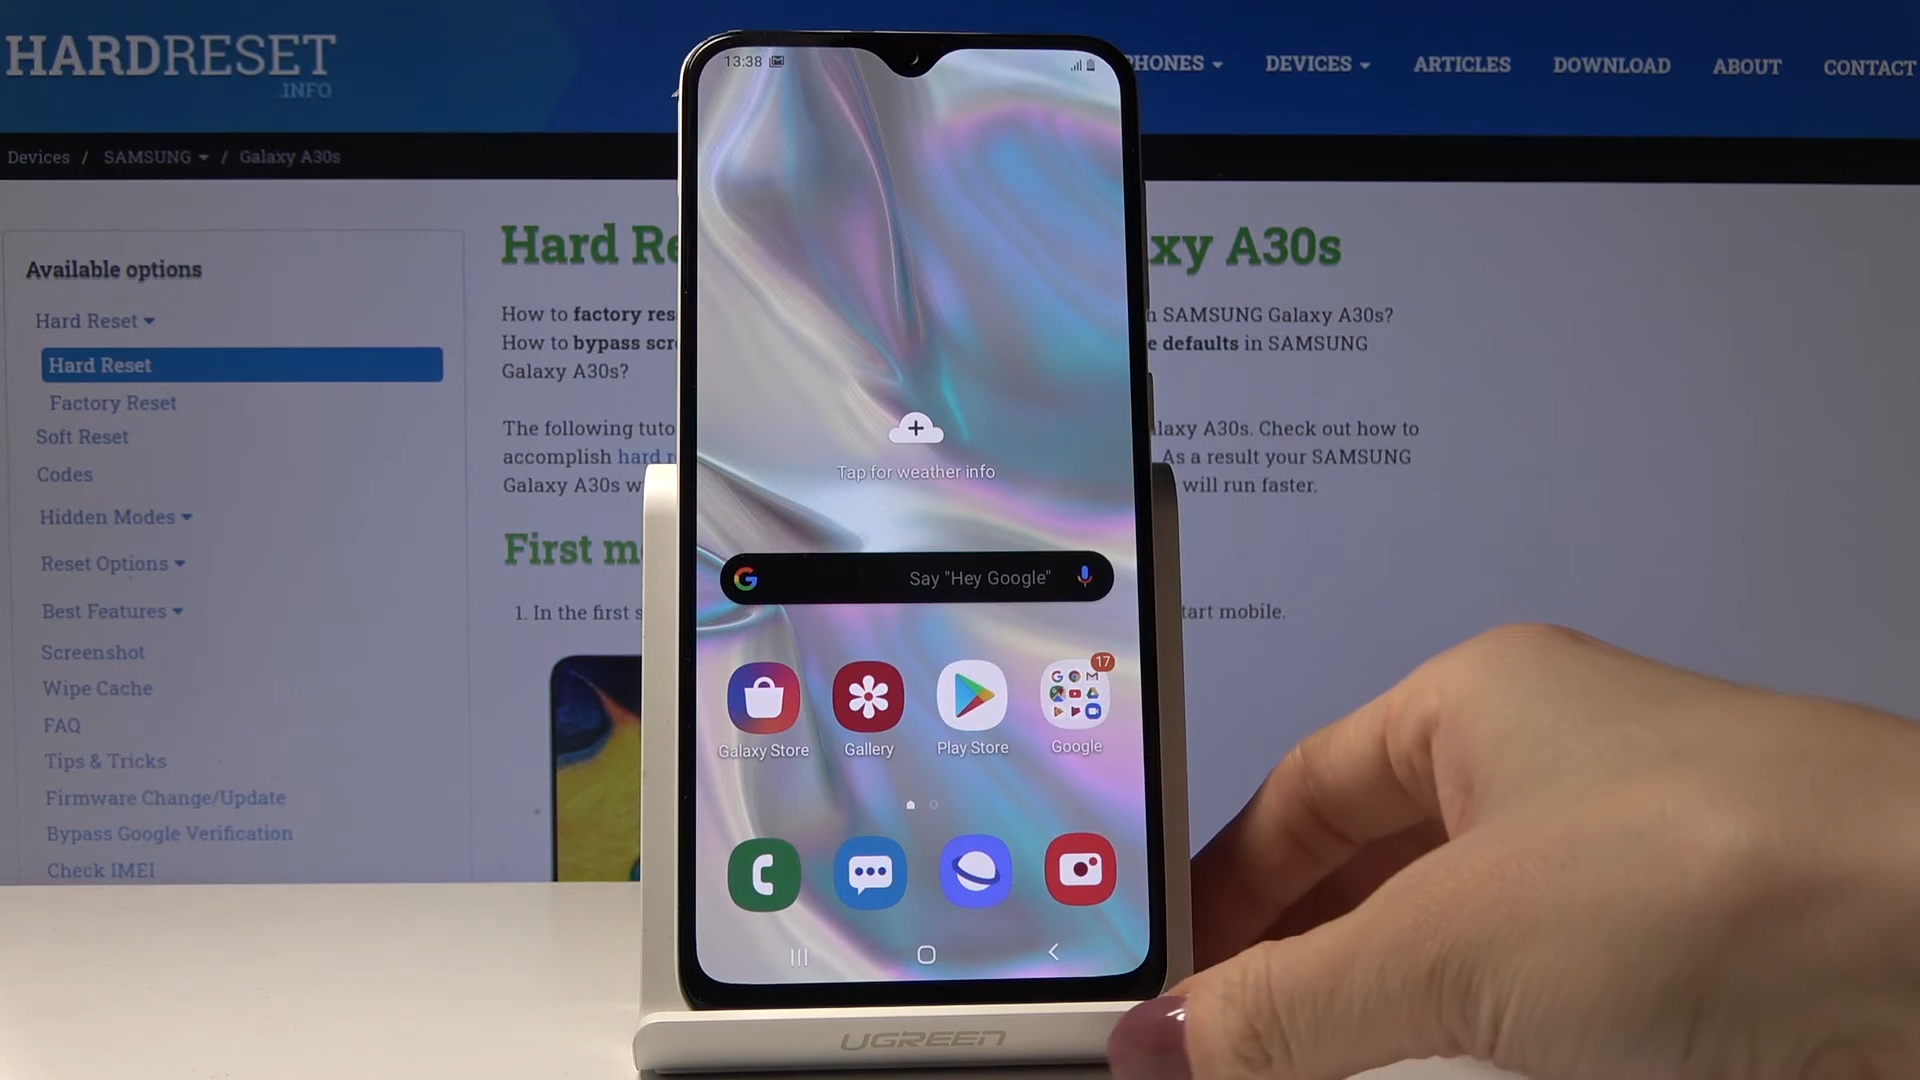 HARDRESET
.INFO
PHONES
DEVICES
ARTICLES
DOWNLOAD
ABOUT
CONTACT
Devices / SAMSUNG / Galaxy A30s
Available options
Hard Reset
Hard Reset
Factory Reset
Soft Reset
Codes
Hidden Modes
Reset Options
Best Features
Screenshot
Wipe Cache
FAQ
Tips & Tricks
Firmware Change/Update
Bypass Google Verification
Check IMEI
Hard Re
xy A30s
How to factory res
n SAMSUNG Galaxy A30s?
How to bypass scr
e defaults in SAMSUNG
Galaxy A30s?
The following tuto
laxy A30s. Check out how to
accomplish hard r
As a result your SAMSUNG
Galaxy A30s w
will run faster.
First m
1. In the first s
tart mobile.
13:38
Tap for weather info
G
Say "Hey Google"
17
Galaxy Store
Gallery
Play Store
Google
UGREEN